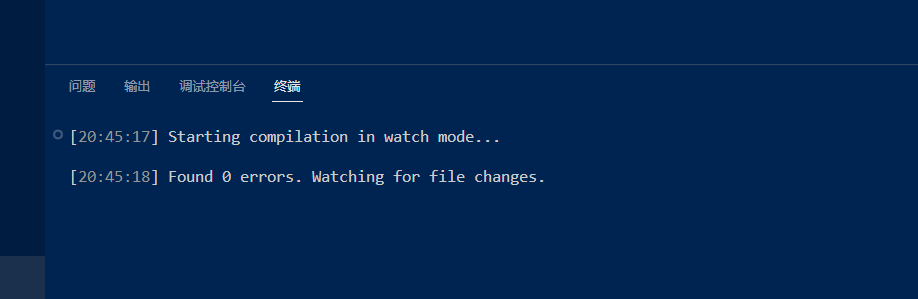 问题 输出 调试控制台 终端
[20:45:17] Starting compilation in watch mode...
[20:45:18] Found 0 errors. Watching for file changes.